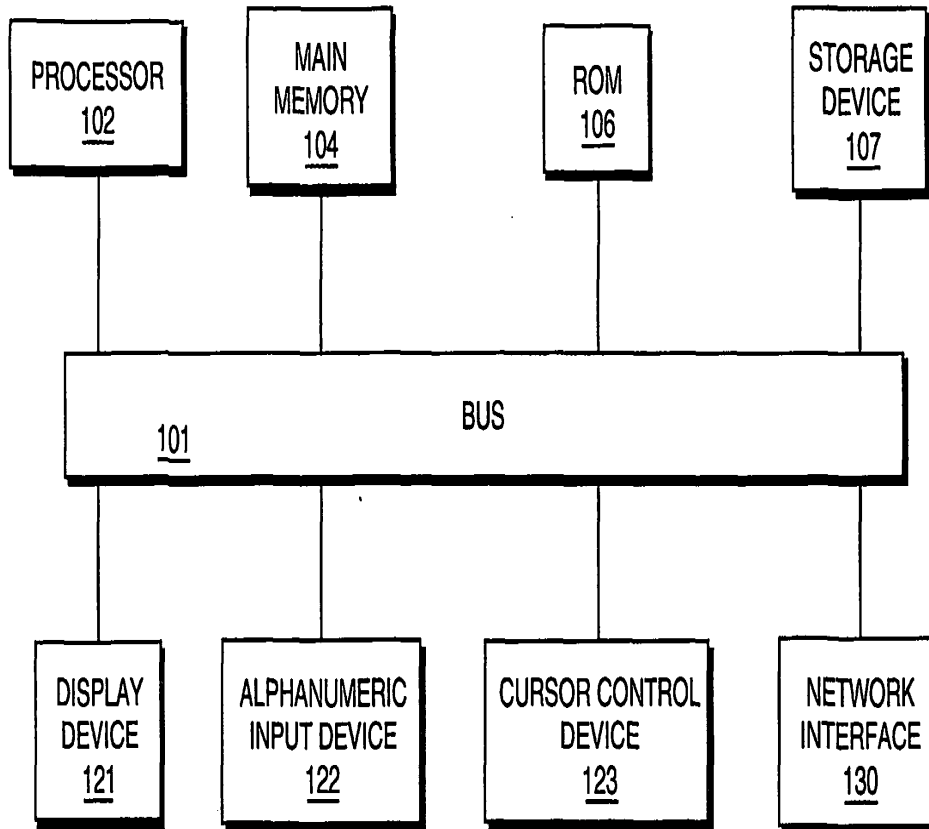 PROCESSOR
102
MAIN
MEMORY
104
ROM
106
STORAGE
DEVICE
107
BUS
101
DISPLAY
DEVICE
121
ALPHANUMERIC
INPUT DEVICE
122
CURSOR CONTROL
DEVICE
123
NETWORK
INTERFACE
130